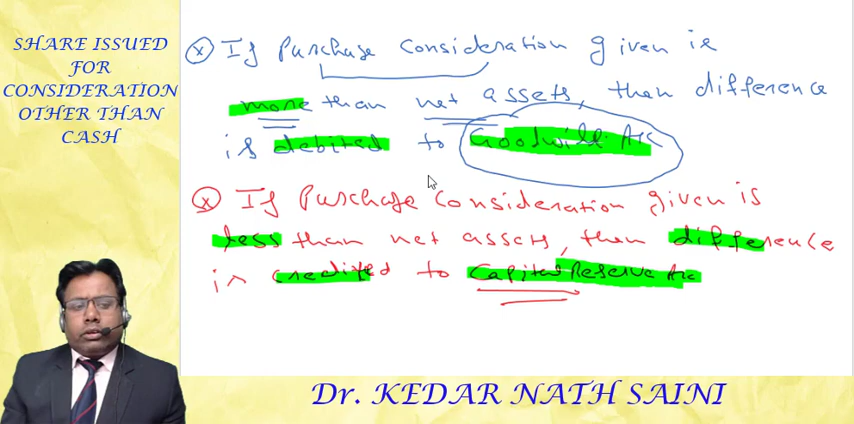 SHARE ISSUED
FOR
CONSIDERATION
OTHER THAN
CASH
If Purchase Consideration given is
more than net assets, then difference
is debited to Goodwill A/c
If Purchase Consideration given is
less than net assets, then difference
is credited to Capital Reserve A/c
Dr. KEDAR NATH SAINI